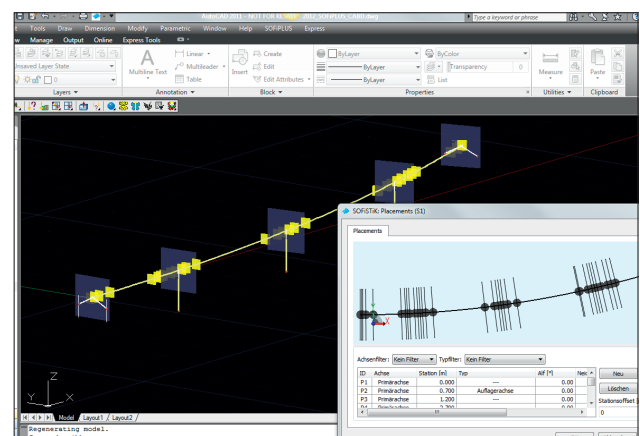 AutoCAD 2011 - NOT FOR RE
2012_SOFiPLUS_CABD.dwg
Type a keyword or phrase
Tools Draw Dimension Modify Parametric Window Help SOFiPLUS Express
Manage Output Online Express Tools
Unsaved Layer State
0
Layers
Multiline Text
Linear
Multileader
Table
Annotation
Insert
Create
Edit
Edit Attributes
Block
ByLayer
ByLayer
ByLayer
ByColor
Transparency 0
List
Properties
Measure
Utilities
Paste
Clipboard
SOFiSTiK: Placements (S1)
Placements
X
Achsenfilter: Kein Filter Typfilter: Kein Filter
ID Achse Station [m] Typ Alf [°]
P1 Primärachse 0.000 --- 0.00
P2 Primärachse 0.700 Auflagerachse 0.00
P3 Primärachse 1.200 --- 0.00
Neu
Löschen
Stationsoffset
0
Z
Y X
Model Layout1 Layout2
Regenerating model.